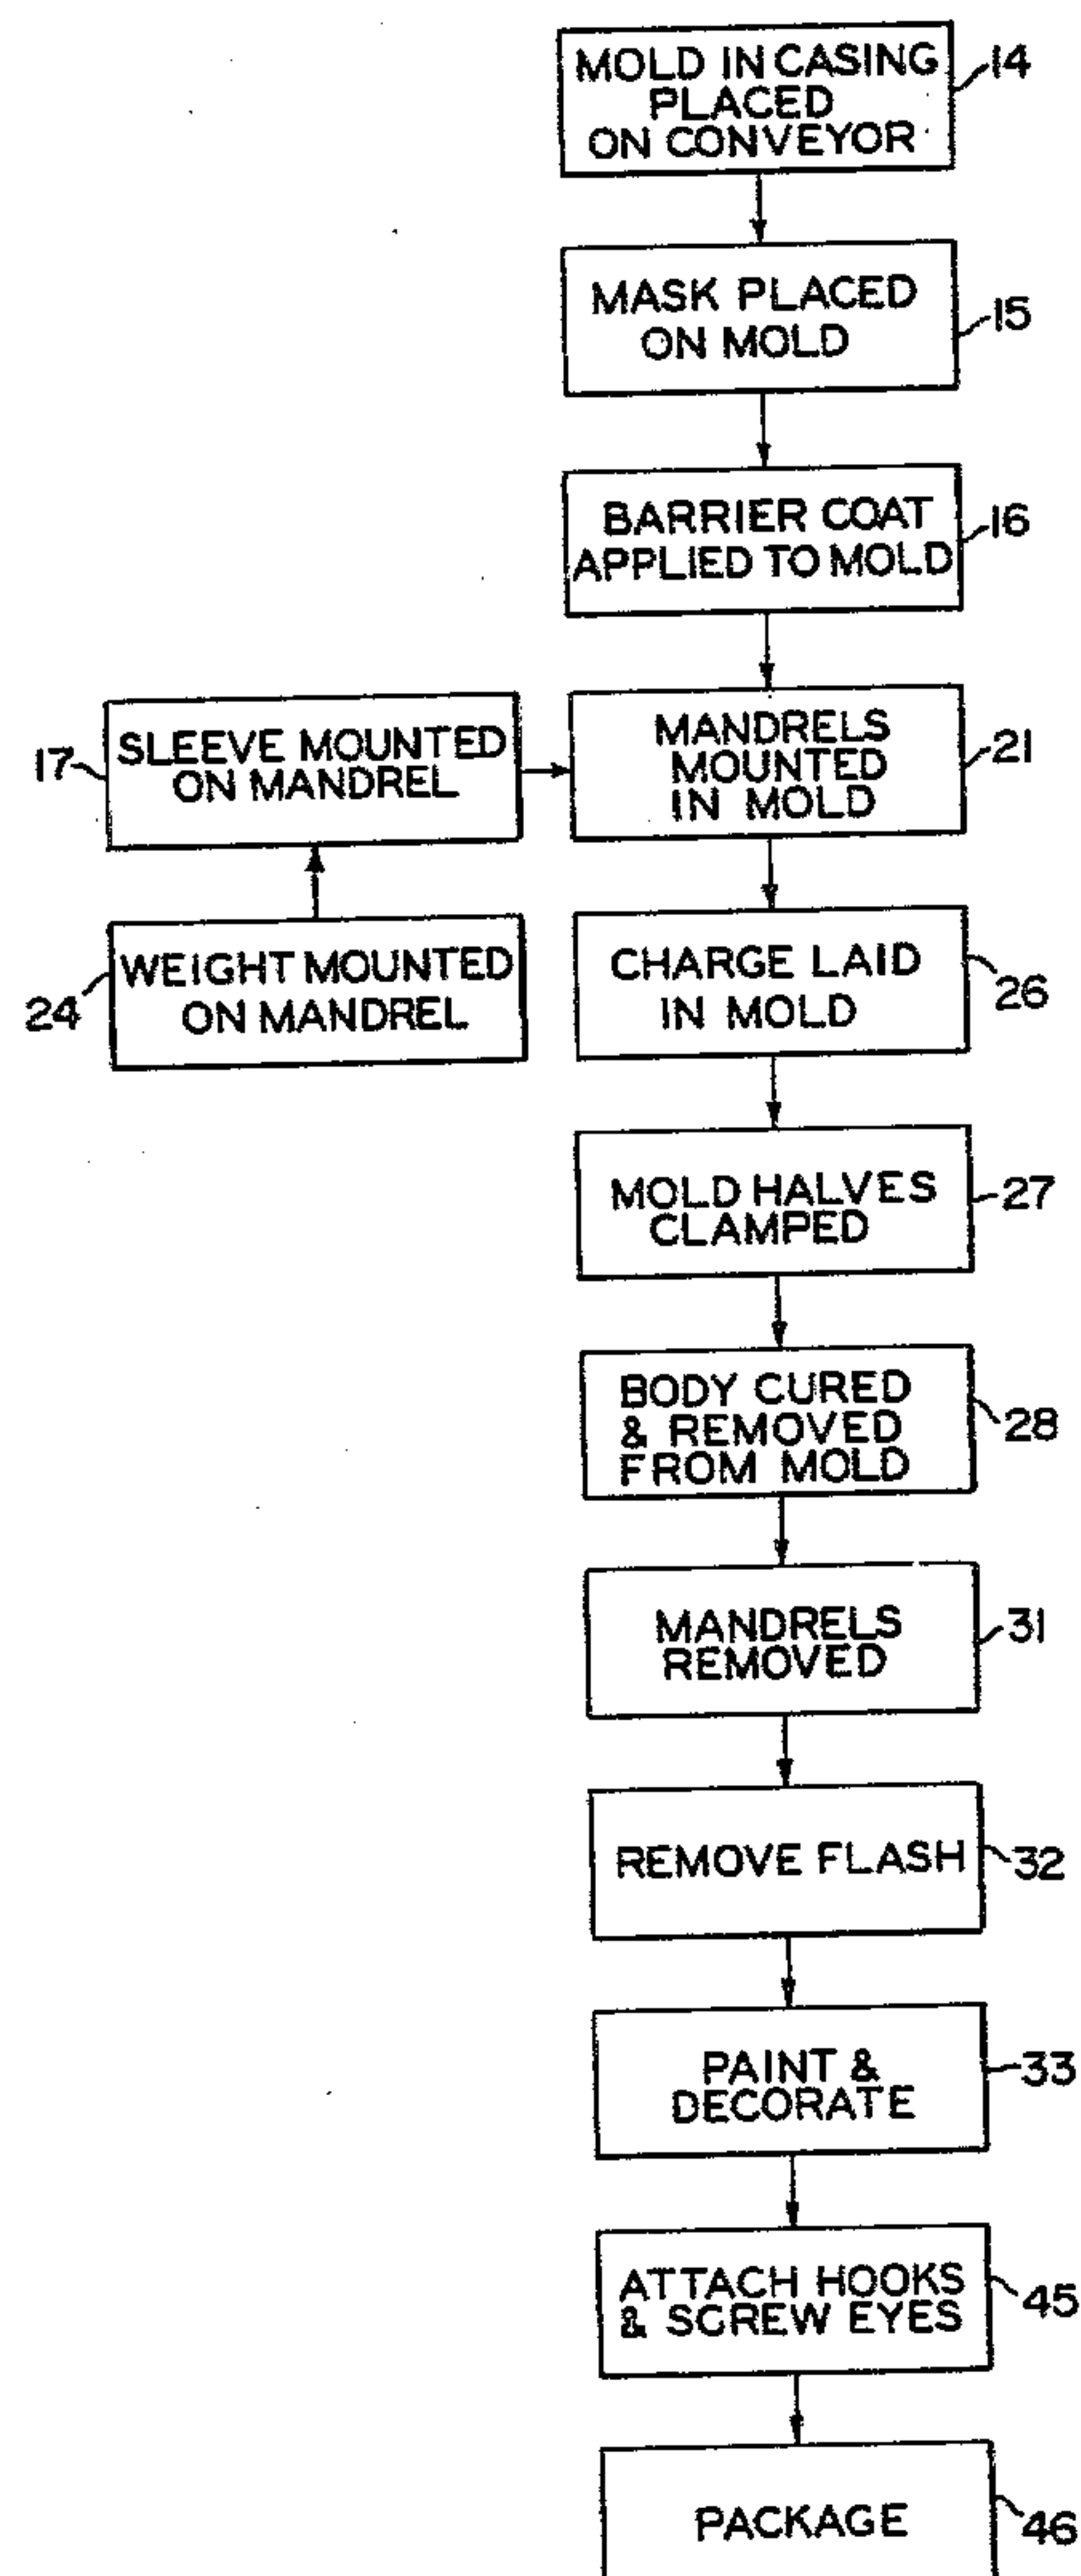 MOLD IN CASING
PLACED
ON CONVEYOR
14
MASK PLACED
ON MOLD
15
BARRIER COAT
APPLIED TO MOLD
16
SLEEVE MOUNTED
ON MANDREL
17
MANDRELS
MOUNTED
IN MOLD
21
WEIGHT MOUNTED
ON MANDREL
24
CHARGE LAID
IN MOLD
26
MOLD HALVES
CLAMPED
27
BODY CURED
& REMOVED
FROM MOLD
28
MANDRELS
REMOVED
31
REMOVE FLASH
32
PAINT &
DECORATE
33
ATTACH HOOKS
& SCREW EYES
45
PACKAGE
46